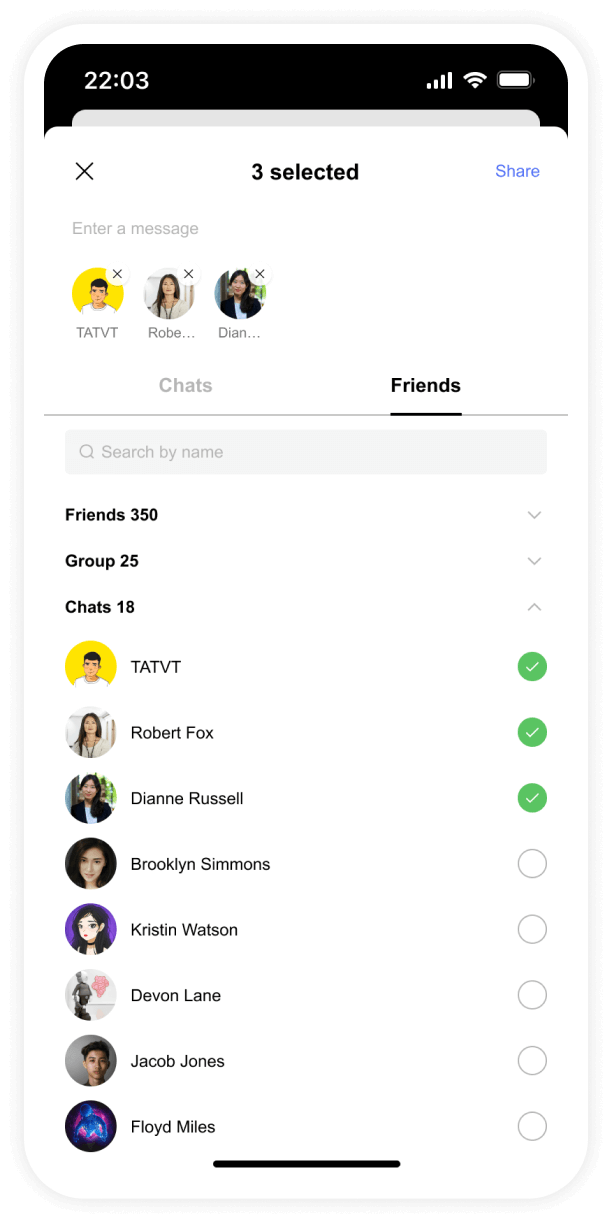 22:03
3 selected
Share
Enter a message
TATVT Robe... Dian...
Chats Friends
Search by name
Friends 350
Group 25
Chats 18
TATVT
Robert Fox
Dianne Russell
Brooklyn Simmons
Kristin Watson
Devon Lane
Jacob Jones
Floyd Miles